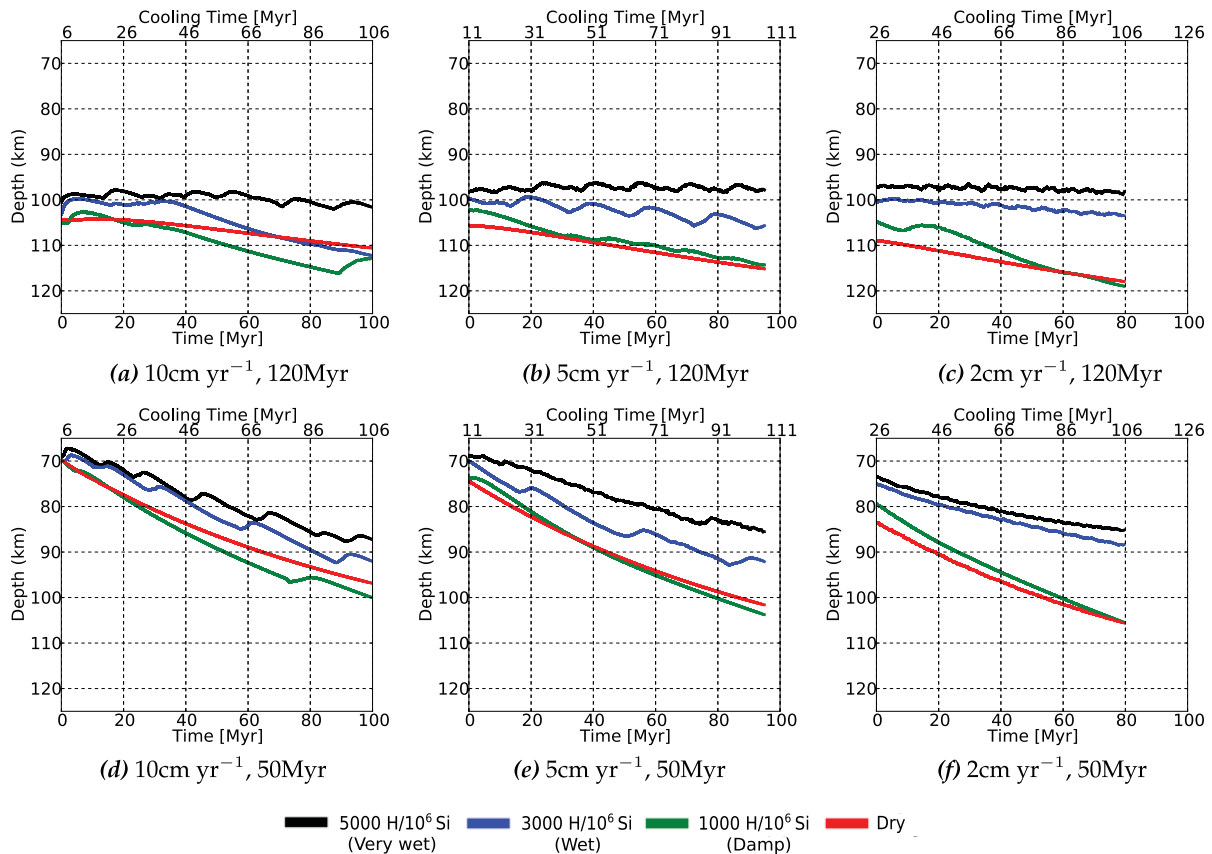 Cooling Time [Myr]
6 26 46 66 86 106
Depth (km)
70
80
90
100
110
120
0 20 40 60 80 100
Time [Myr]
(a) 10cm yr⁻¹, 120Myr
Cooling Time [Myr]
11 31 51 71 91 111
Depth (km)
70
80
90
100
110
120
0 20 40 60 80 100
Time [Myr]
(b) 5cm yr⁻¹, 120Myr
Cooling Time [Myr]
26 46 66 86 106 126
Depth (km)
70
80
90
100
110
120
0 20 40 60 80 100
Time [Myr]
(c) 2cm yr⁻¹, 120Myr
Cooling Time [Myr]
6 26 46 66 86 106
Depth (km)
70
80
90
100
110
120
0 20 40 60 80 100
Time [Myr]
(d) 10cm yr⁻¹, 50Myr
Cooling Time [Myr]
11 31 51 71 91 111
Depth (km)
70
80
90
100
110
120
0 20 40 60 80 100
Time [Myr]
(e) 5cm yr⁻¹, 50Myr
Cooling Time [Myr]
26 46 66 86 106 126
Depth (km)
70
80
90
100
110
120
0 20 40 60 80 100
Time [Myr]
(f) 2cm yr⁻¹, 50Myr
5000 H/10⁶ Si
(Very wet)
3000 H/10⁶ Si
(Wet)
1000 H/10⁶ Si
(Damp)
Dry